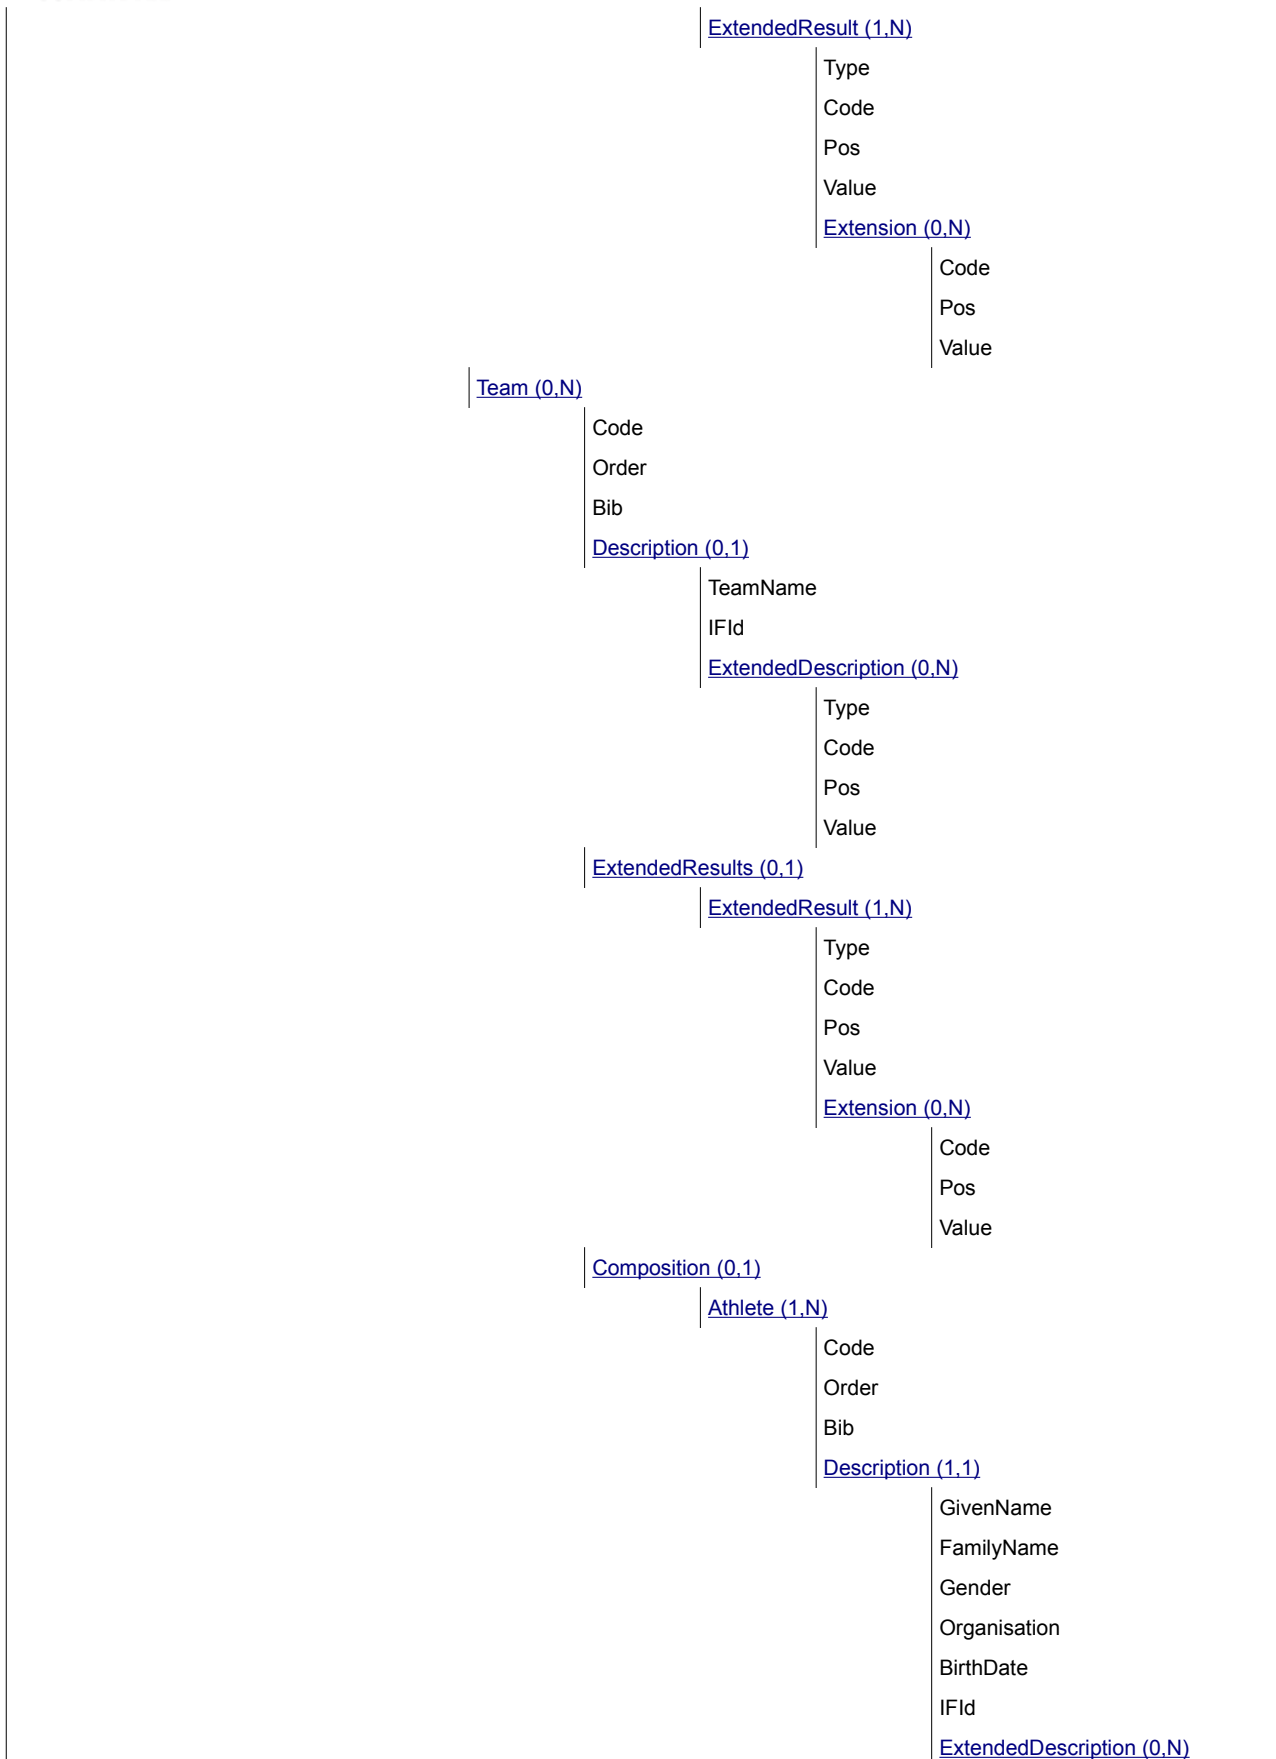 ExtendedResult (1,N)
Type
Code
Pos
Value
Extension (0,N)
Code
Pos
Value
Team (0,N)
Code
Order
Bib
Description (0,1)
TeamName
IFId
ExtendedDescription (0,N)
Type
Code
Pos
Value
ExtendedResults (0,1)
ExtendedResult (1,N)
Type
Code
Pos
Value
Extension (0,N)
Code
Pos
Value
Composition (0,1)
Athlete (1,N)
Code
Order
Bib
Description (1,1)
GivenName
FamilyName
Gender
Organisation
BirthDate
IFId
ExtendedDescription (0,N)